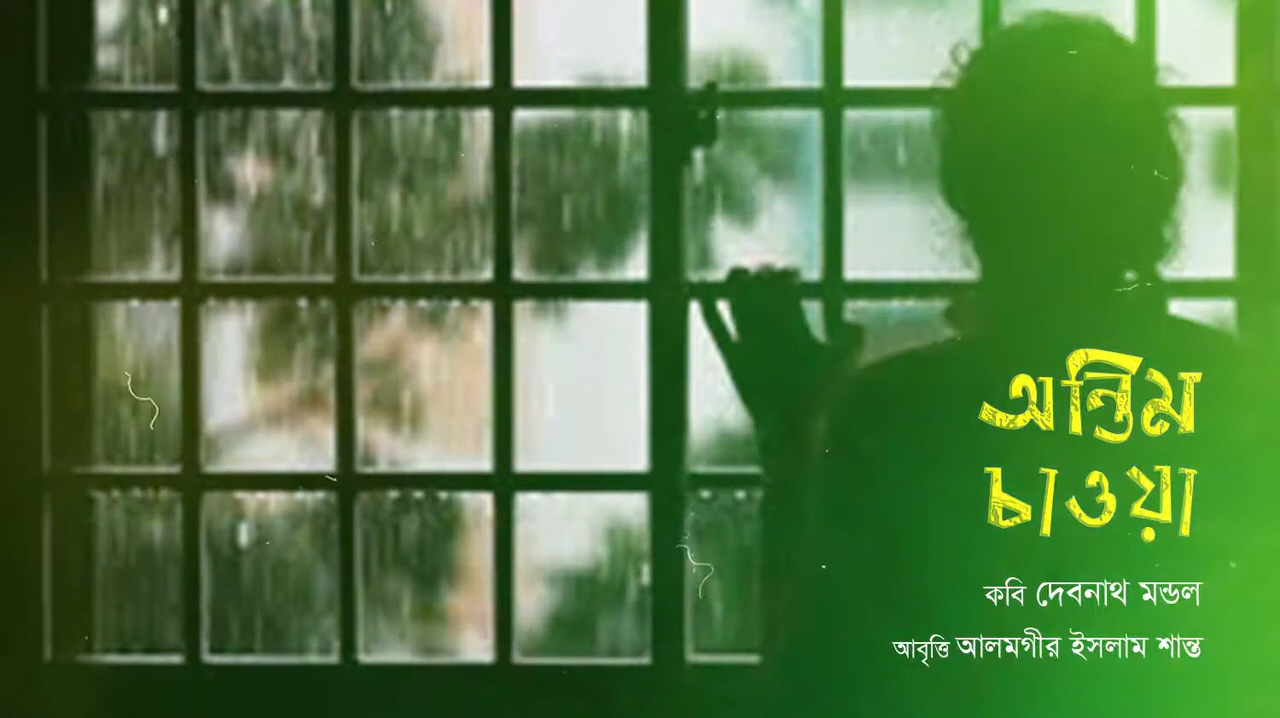 অন্তিম
চাওয়া
কবি দেবনাথ মন্ডল
আবৃত্তি আলমগীর ইসলাম শান্ত